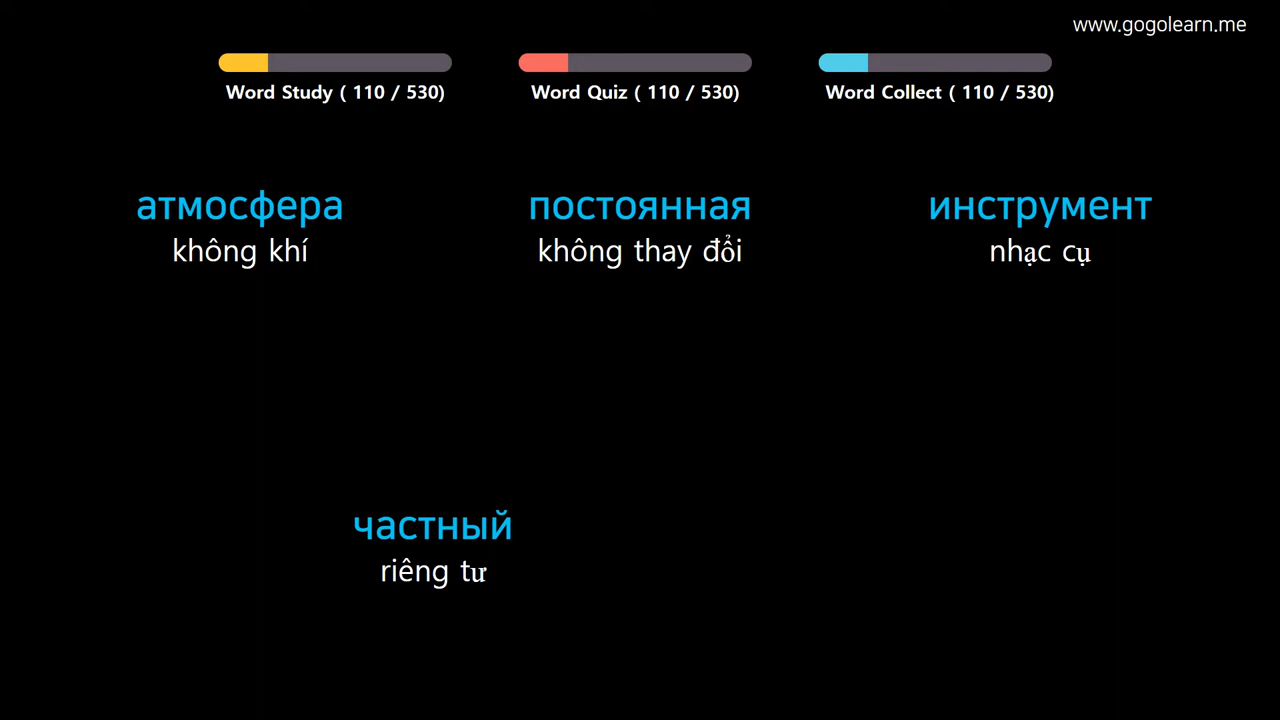 www.gogolearn.me
Word Study ( 110 / 530)
Word Quiz ( 110 / 530)
Word Collect ( 110 / 530)
атмосфера
không khí
постоянная
không thay đổi
инструмент
nhạc cụ
частный
riêng tư